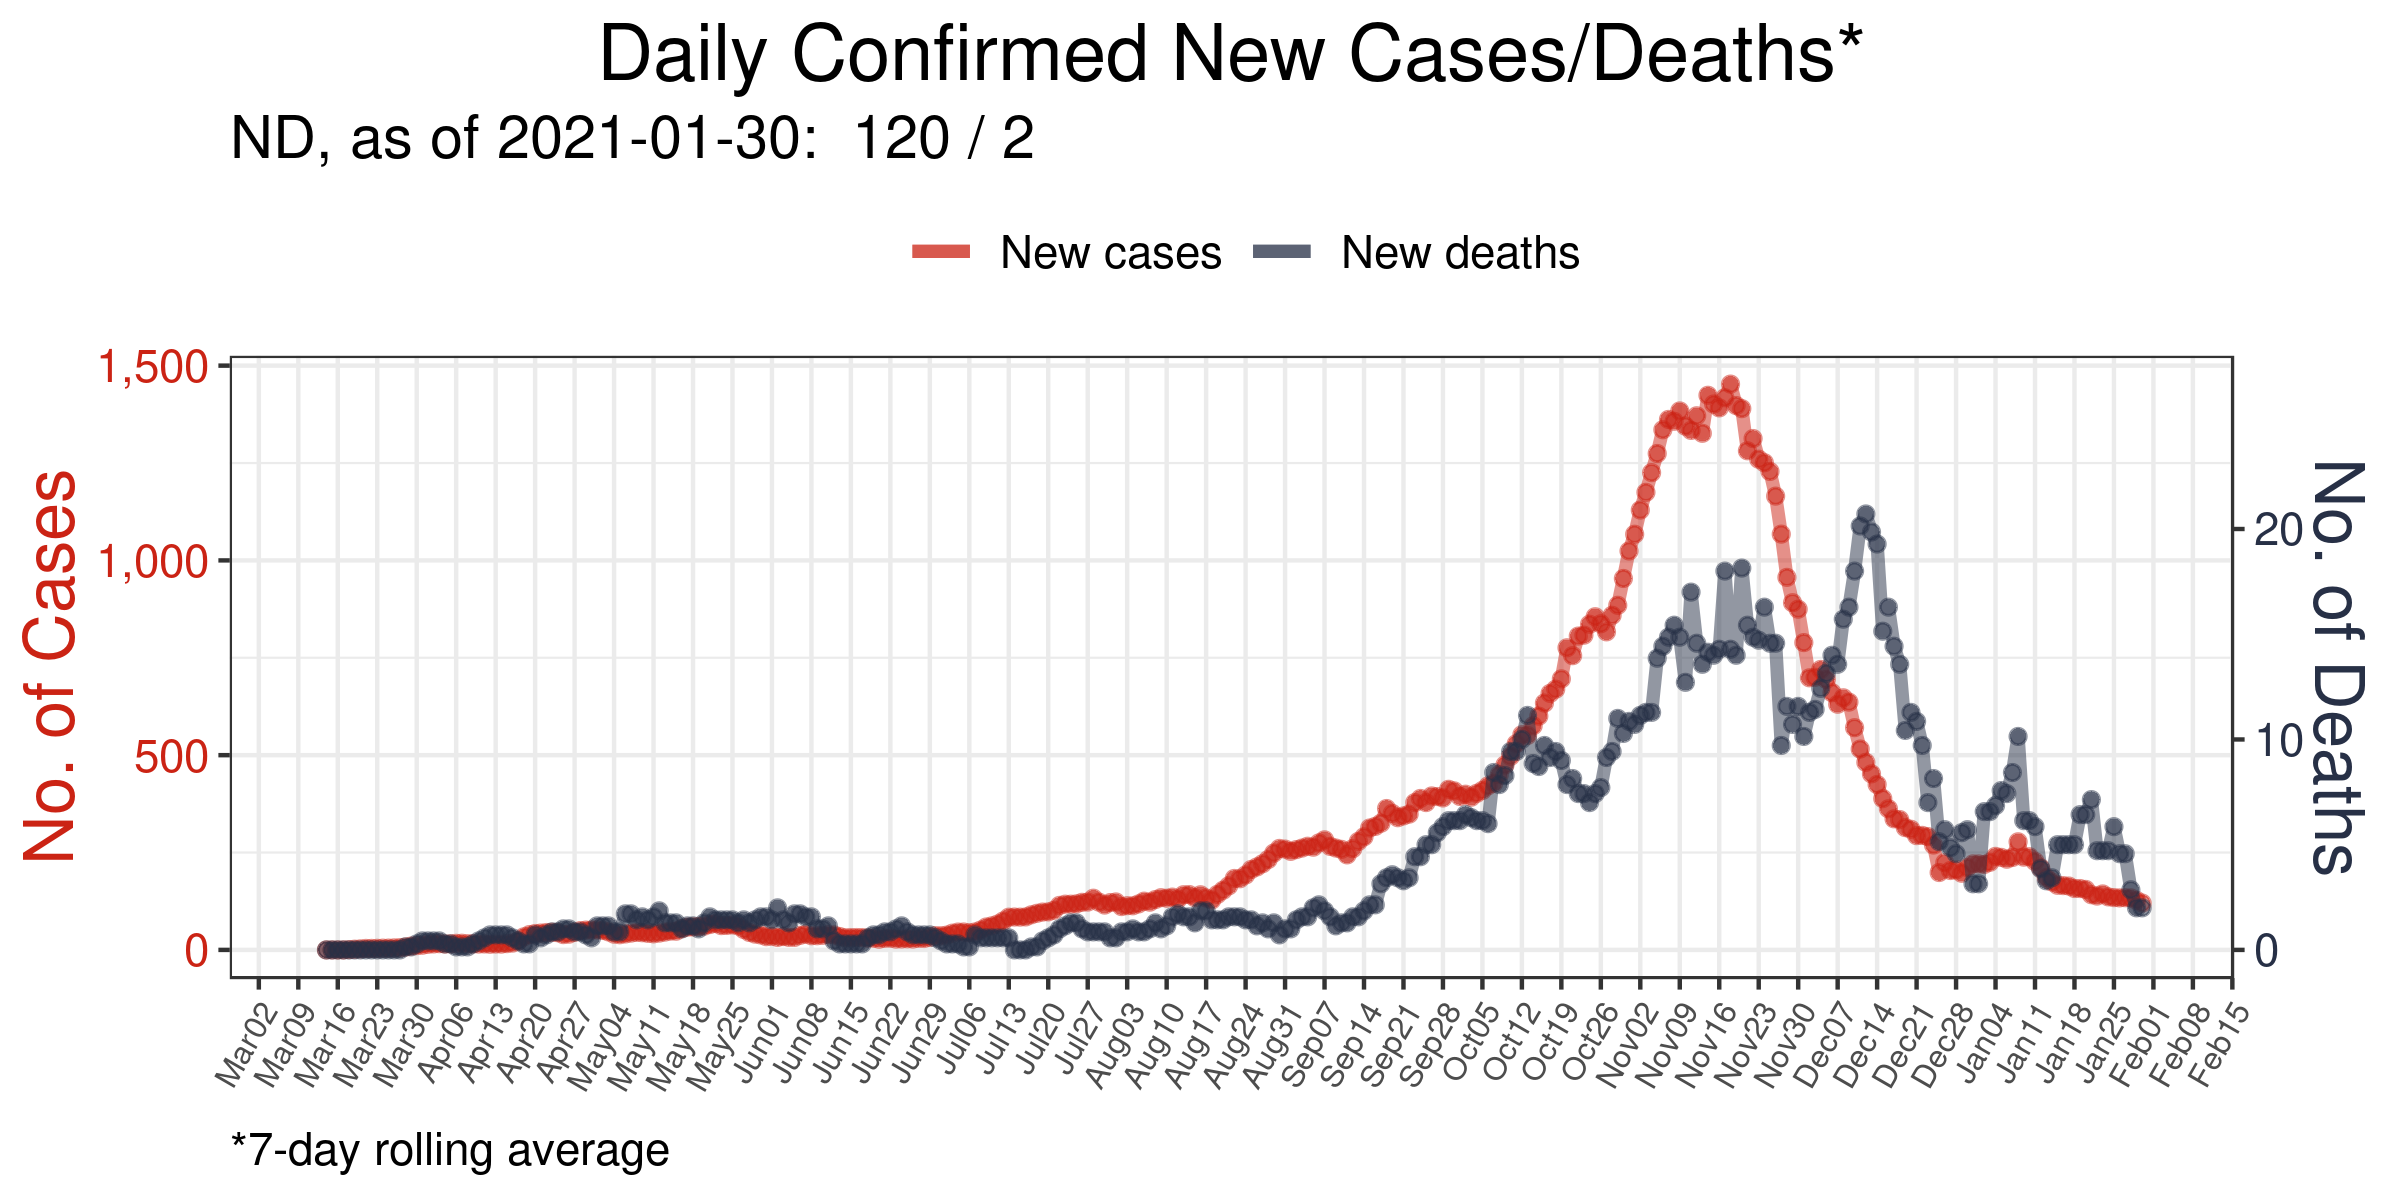 Daily Confirmed New Cases/Deaths*
ND, as of 2021-01-30:  120 / 2
New cases
New deaths
No. of Cases
1,500
1,000
500
0
20
10
0
No. of Deaths
Mar02
Mar09
Mar16
Mar23
Mar30
Apr06
Apr13
Apr20
Apr27
May04
May11
May18
May25
Jun01
Jun08
Jun15
Jun22
Jun29
Jul06
Jul13
Jul20
Jul27
Aug03
Aug10
Aug17
Aug24
Aug31
Sep07
Sep14
Sep21
Sep28
Oct05
Oct12
Oct19
Oct26
Nov02
Nov09
Nov16
Nov23
Nov30
Dec07
Dec14
Dec21
Dec28
Jan04
Jan11
Jan18
Jan25
Feb01
Feb08
Feb15
*7-day rolling average